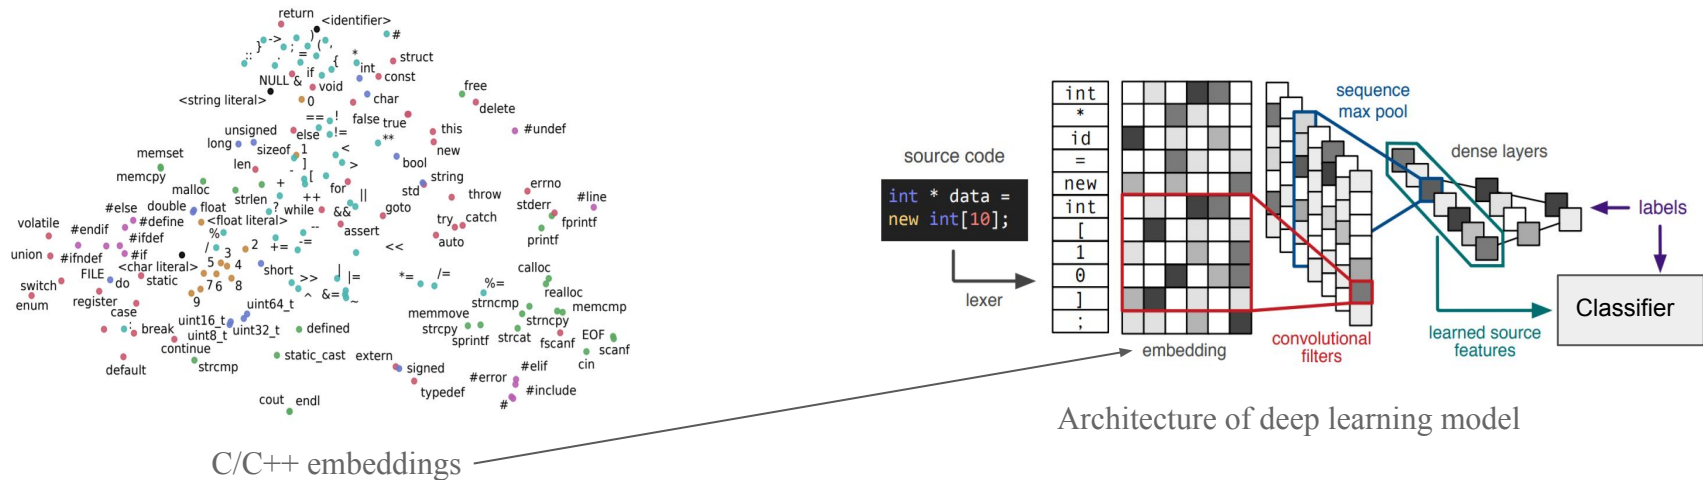 return
<identifier>
#
->
)
(
,
}
;
=
::
.
{
*
int
struct
const
if
NULL
&
void
<string literal>
0
char
free
delete
==
!
false
true
unsigned
else
!=
**
this
new
#undef
long
sizeof
1
<
bool
memset
len
]
>
memcpy
-
[
string
malloc
+
for
std
throw
errno
#line
strlen
++
||
stderr
#else
double
float
?
while
&&
goto
try
catch
fprintf
volatile
#define
<float literal>
--
assert
auto
printf
#endif
#ifdef
%
/
2
+=
-=
<<
union
#ifndef
#if
3
5
4
<char literal>
short
FILE
do
static
7
6
8
>>
|
|=
*=
/=
calloc
switch
9
^
&=
~
%=
realloc
enum
register
uint64_t
strncmp
memcmp
case
uint16_t
memmove
strncpy
:
break
uint8_t
uint32_t
defined
strcpy
EOF
continue
sprintf
strcat
fscanf
scanf
default
strcmp
static_cast
extern
signed
#elif
cin
#error
typedef
#include
cout
endl
#
C/C++ embeddings
source code
int * data =
new int[10];
lexer
int
*
id
=
new
int
[
1
0
]
;
embedding
convolutional
filters
sequence
max pool
dense layers
labels
learned source
features
Classifier
Architecture of deep learning model